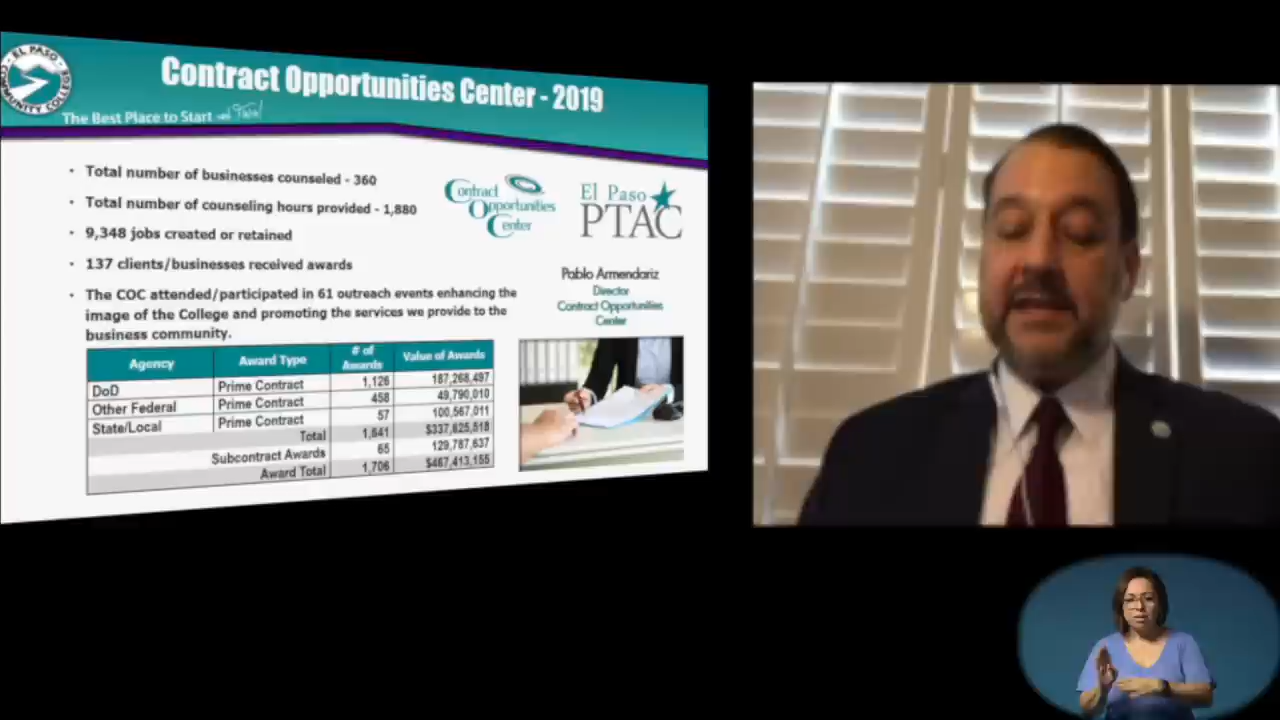 EL PASO
COMMUNITY COLLEGE
Contract Opportunities Center - 2019
The Best Place to Start
• Total number of businesses counseled - 360
• Total number of counseling hours provided - 1,880
• 9,348 jobs created or retained
• 137 clients/businesses received awards
• The COC attended/participated in 61 outreach events enhancing the
image of the College and promoting the services we provide to the
business community.
Contract
Opportunities
Center
El Paso
PTAC
Pablo Armendariz
Director
Contract Opportunities
Center
Agency Award Type # of Awards Value of Awards
DoD Prime Contract 1,126 187,268,497
Other Federal Prime Contract 458 49,790,010
State/Local Prime Contract 57 100,567,011
Total 1,641 $337,625,518
Subcontract Awards 65 129,787,637
Award Total 1,706 $467,413,155